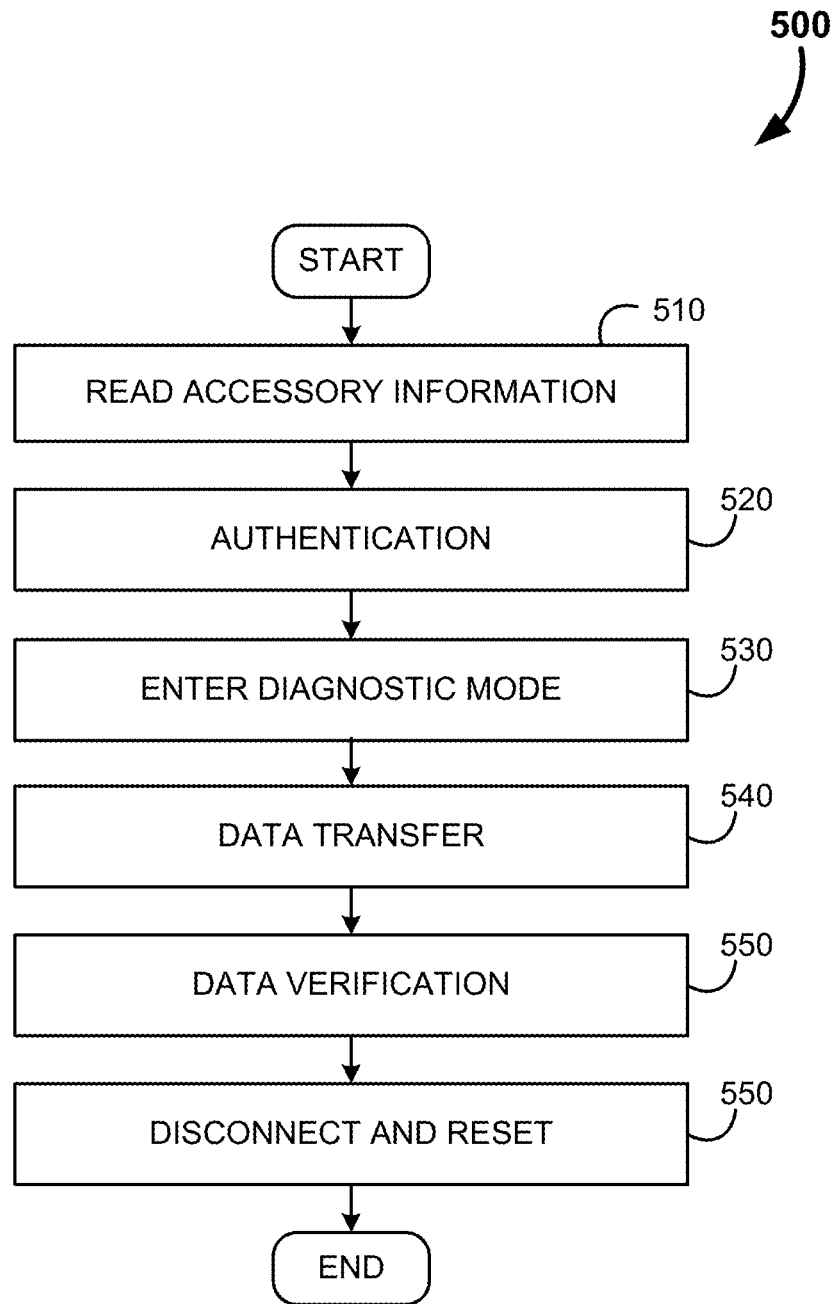 500
START
510
READ ACCESSORY INFORMATION
520
AUTHENTICATION
530
ENTER DIAGNOSTIC MODE
540
DATA TRANSFER
550
DATA VERIFICATION
550
DISCONNECT AND RESET
END